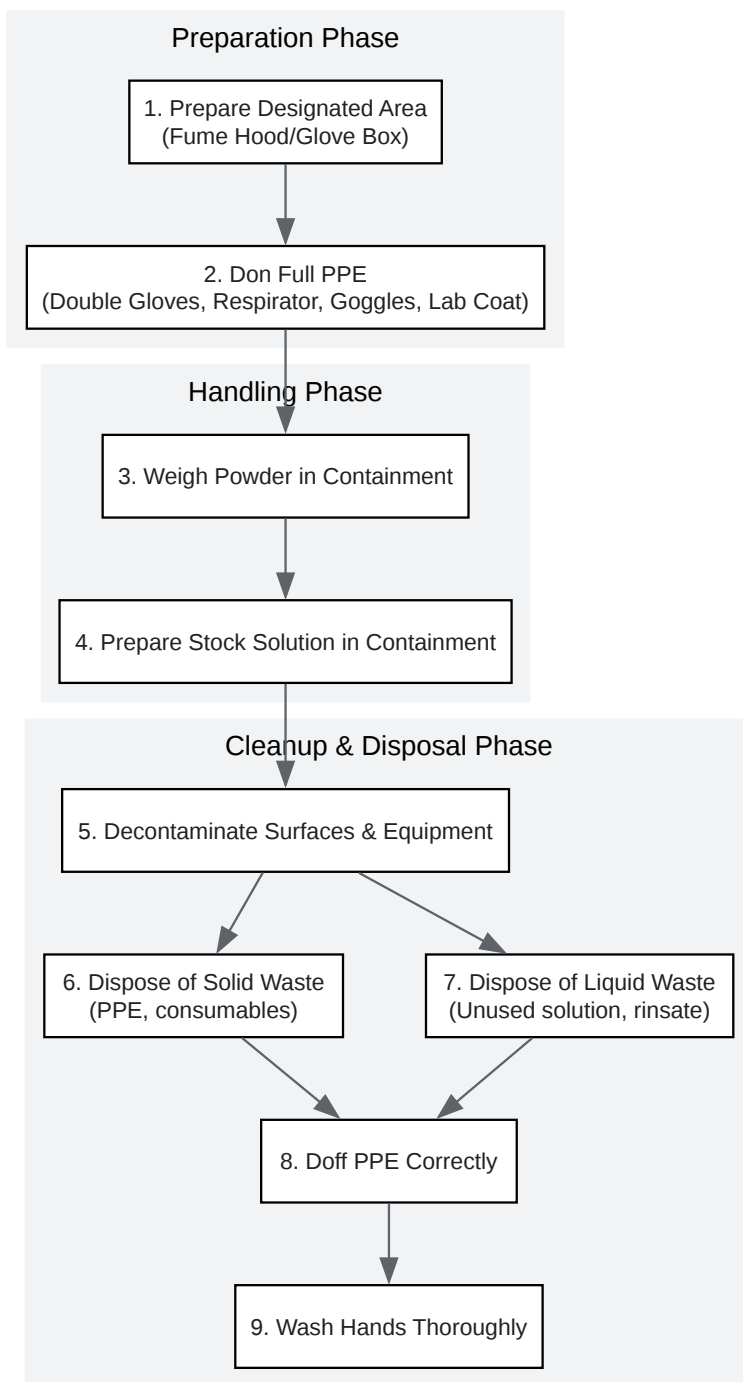 Preparation Phase
1. Prepare Designated Area
(Fume Hood/Glove Box)
2. Don Full PPE
(Double Gloves, Respirator, Goggles, Lab Coat)
Handling Phase
3. Weigh Powder in Containment
4. Prepare Stock Solution in Containment
Cleanup & Disposal Phase
5. Decontaminate Surfaces & Equipment
6. Dispose of Solid Waste
(PPE, consumables)
7. Dispose of Liquid Waste
(Unused solution, rinsate)
8. Doff PPE Correctly
9. Wash Hands Thoroughly